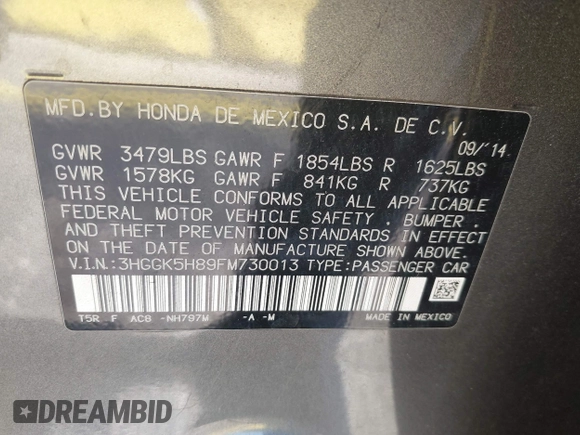 MFD.BY HONDA DE MEXICO S.A. DE C.V.
09/'14
GVWR 3479LBS GAWR F 1854LBS R 1625LBS
GVWR 1578KG GAWR F 841KG R 737KG
THIS VEHICLE CONFORMS TO ALL APPLICABLE
FEDERAL MOTOR VEHICLE SAFETY . BUMPER .
AND THEFT PREVENTION STANDARDS IN EFFECT
ON THE DATE OF MANUFACTURE SHOWN ABOVE.
V.I.N.:3HGGK5H89FM730013 TYPE:PASSENGER CAR
T5R F AC8 -NH797M -A -M MADE IN MEXICO
DREAMBID